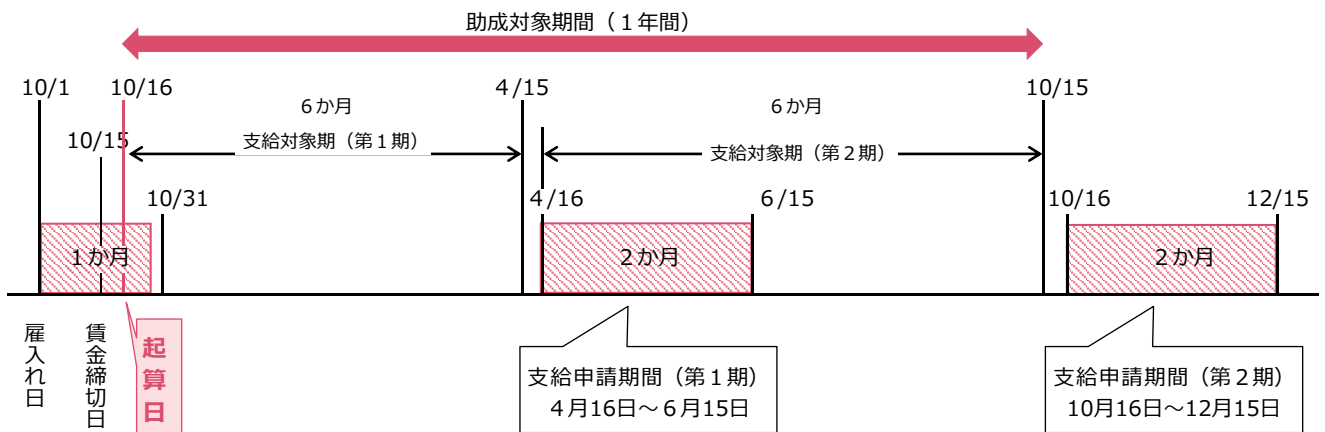 助成対象期間（１年間）
10/1
10/16
4/15
10/15
６か月
６か月
10/15
支給対象期（第１期）
支給対象期（第２期）
10/31
4/16
6/15
10/16
12/15
１か月
２か月
２か月
雇入れ日
賃金締切日
起算日
支給申請期間（第１期）
４月16日～６月15日
支給申請期間（第２期）
10月16日～12月15日